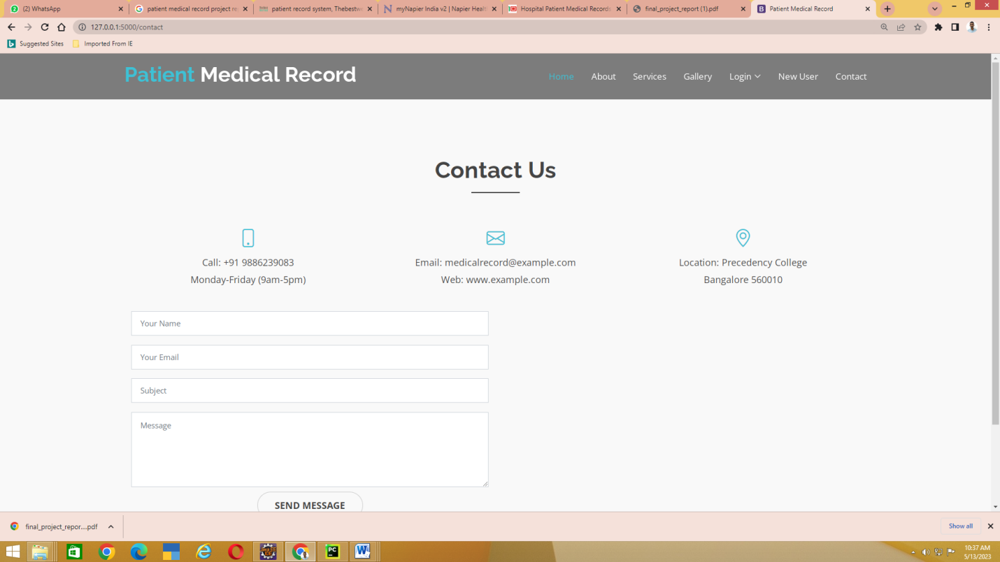 (2) WhatsApp
patient medical record project re
patient record system, Thebestwe
myNapier India v2 | Napier Healt
Hospital Patient Medical Records
final_project_report (1).pdf
Patient Medical Record
127.0.0.1:5000/contact
Suggested Sites
Imported From IE
Patient Medical Record
Home
About
Services
Gallery
Login
New User
Contact
Contact Us
Call: +91 9886239083
Monday-Friday (9am-5pm)
Email: medicalrecord@example.com
Web: www.example.com
Location: Precedency College
Bangalore 560010
Your Name
Your Email
Subject
Message
SEND MESSAGE
final_project_repor....pdf
Show all
10:37 AM
5/13/2023